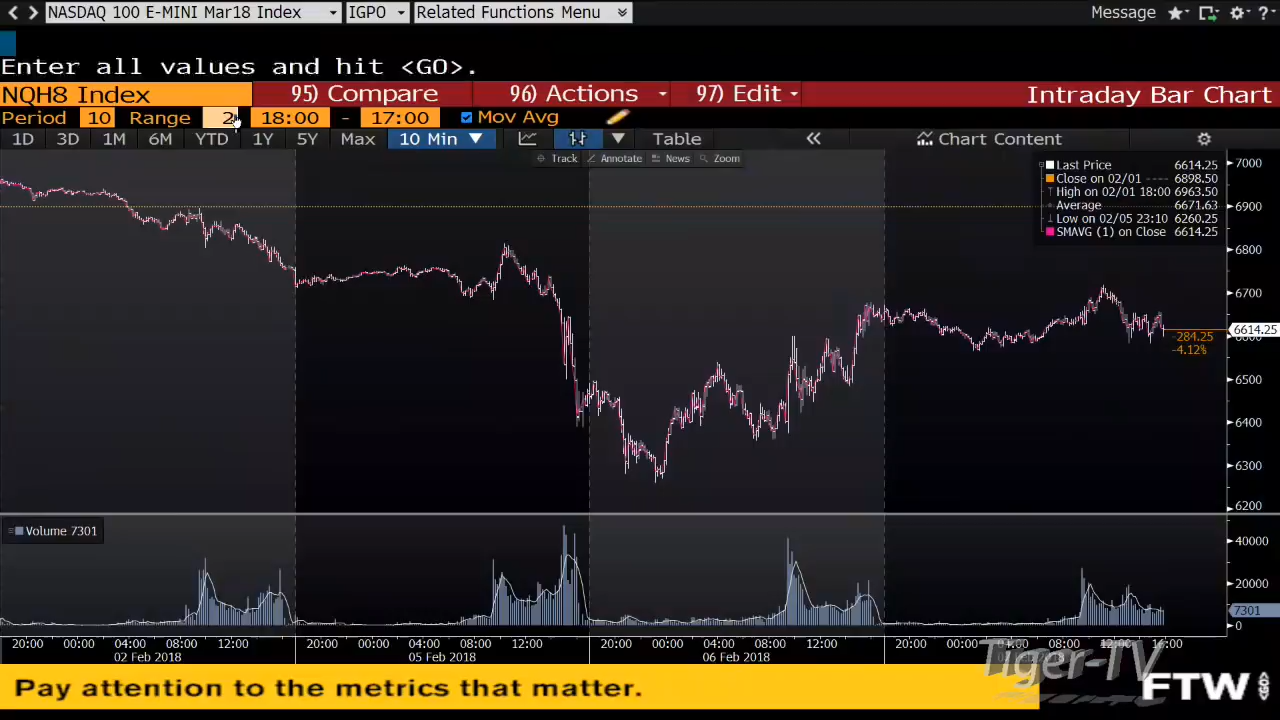 NASDAQ 100 E-MINI Mar18 Index IGPO Related Functions Menu Message
Enter all values and hit <GO>.
NQH8 Index 95) Compare 96) Actions 97) Edit Intraday Bar Chart
Period 10 Range 2 18:00 - 17:00 Mov Avg
1D 3D 1M 6M YTD 1Y 5Y Max 10 Min Table Chart Content
Track Annotate News Zoom
Last Price 6614.25
Close on 02/01 ---- 6898.50
High on 02/01 18:00 6963.50
Average 6671.63
Low on 02/05 23:10 6260.25
SMAVG (1) on Close 6614.25
7000
6900
6800
6700
6614.25
6600
-284.25
-4.12%
6500
6400
6300
6200
Volume 7301
40000
20000
7301
0
20:00 00:00 04:00 08:00 12:00 20:00 00:00 04:00 08:00 12:00 20:00 00:00 04:00 08:00 12:00 20:00 00:00 04:00 08:00 12:00 16:00
02 Feb 2018 05 Feb 2018 06 Feb 2018
Tiger-TV
Pay attention to the metrics that matter. FTW